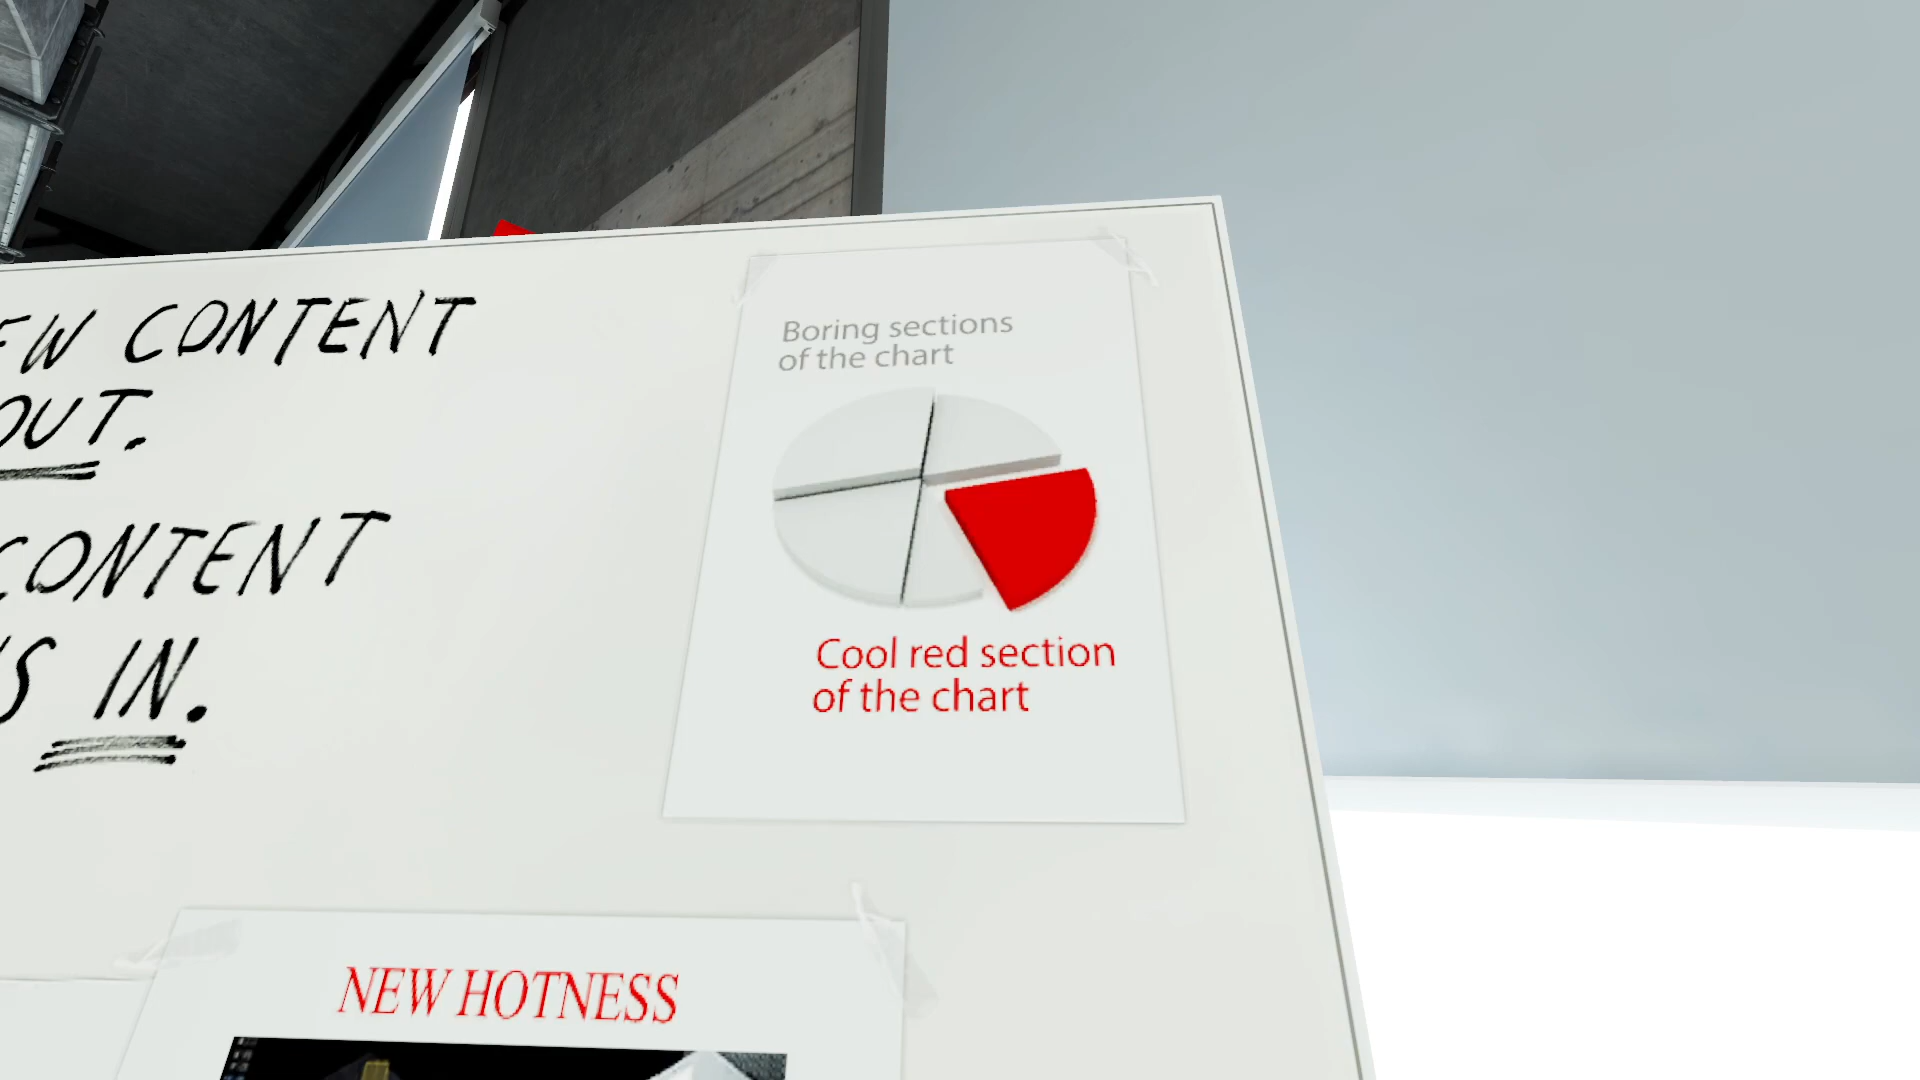 CONTENT
OUT.
CONTENT
IN.
Boring sections
of the chart
Cool red section
of the chart
NEW HOTNESS